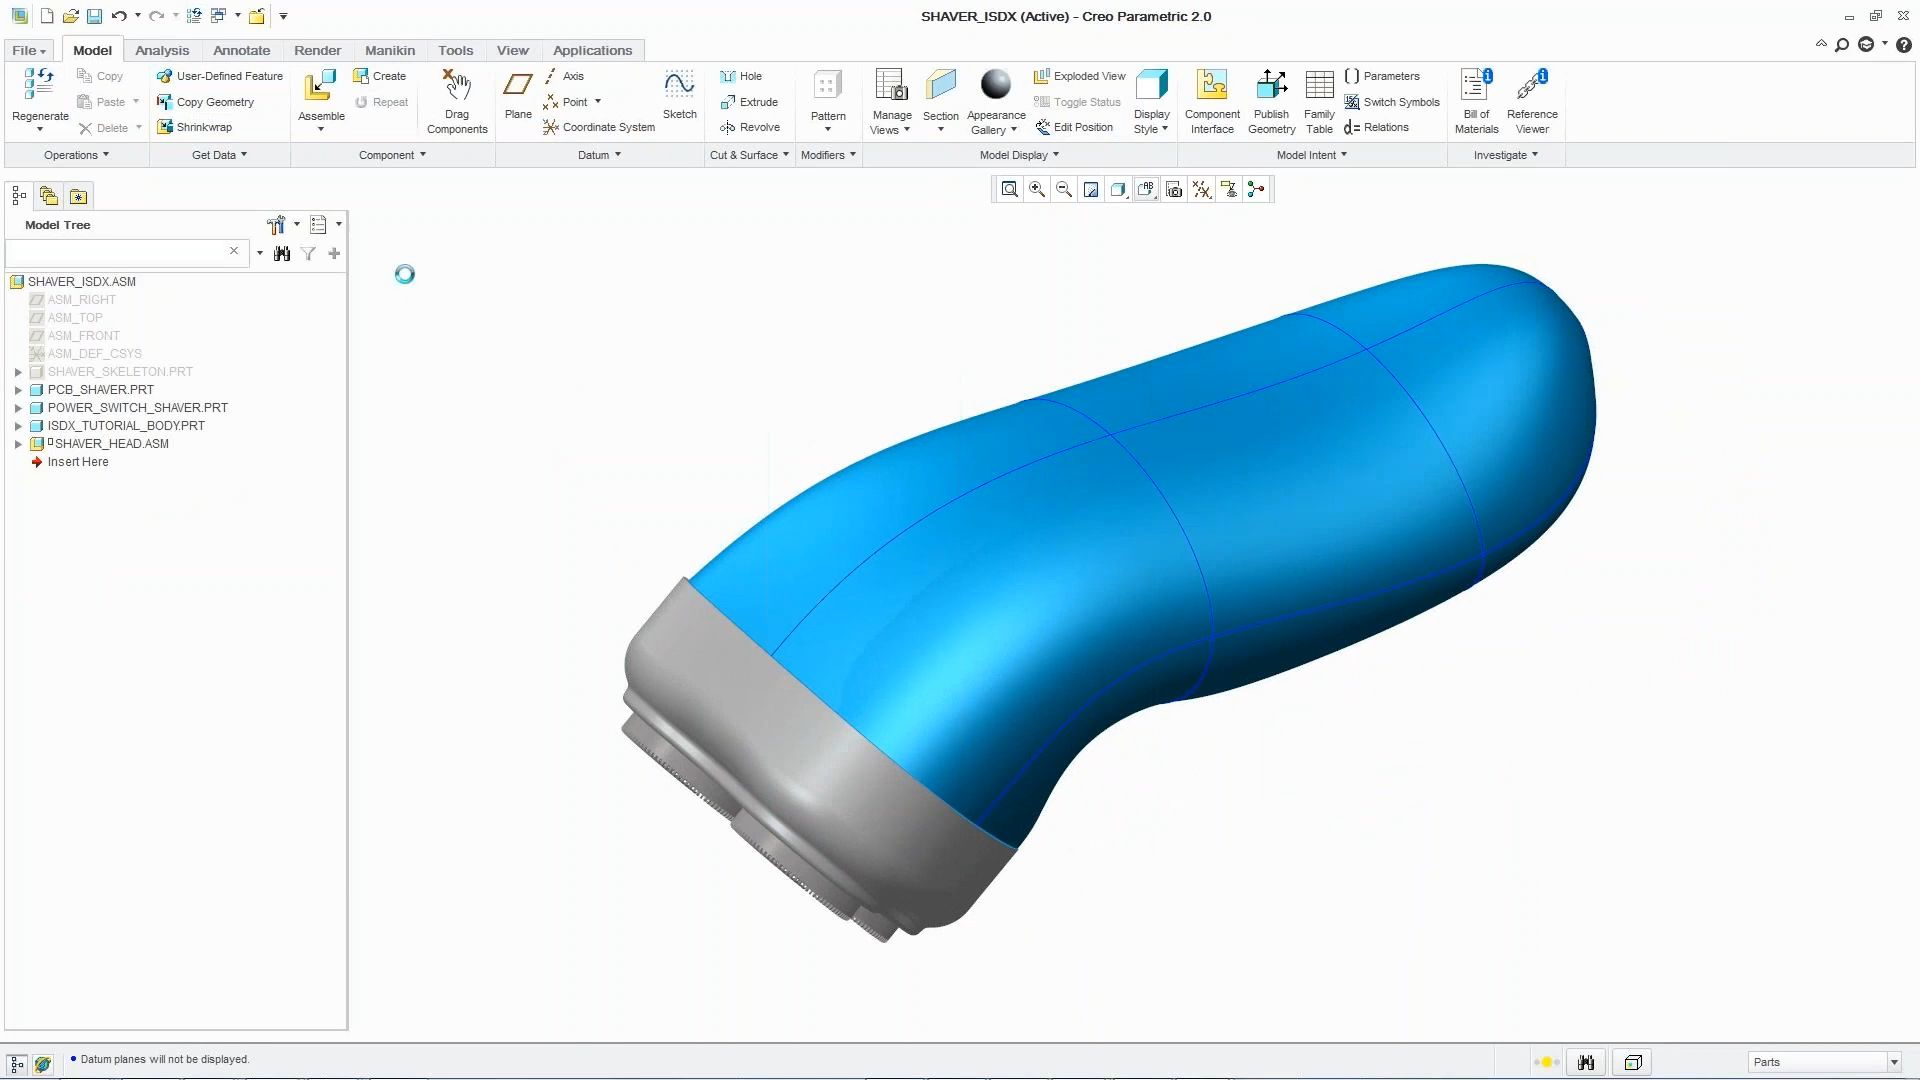 SHAVER_ISDX (Active) - Creo Parametric 2.0
File Model Analysis Annotate Render Manikin Tools View Applications
Regenerate
Copy
Paste
Delete
User-Defined Feature
Copy Geometry
Shrinkwrap
Assemble
Create
Repeat
Drag
Components
Plane
Axis
Point
Coordinate System
Sketch
Hole
Extrude
Revolve
Pattern
Manage
Views
Section
Appearance
Gallery
Exploded View
Toggle Status
Edit Position
Display
Style
Component
Interface
Publish
Geometry
Family
Table
Parameters
Switch Symbols
d= Relations
Bill of
Materials
Reference
Viewer
Operations Get Data Component Datum Cut & Surface Modifiers Model Display Model Intent Investigate
Model Tree
SHAVER_ISDX.ASM
ASM_RIGHT
ASM_TOP
ASM_FRONT
ASM_DEF_CSYS
SHAVER_SKELETON.PRT
PCB_SHAVER.PRT
POWER_SWITCH_SHAVER.PRT
ISDX_TUTORIAL_BODY.PRT
SHAVER_HEAD.ASM
Insert Here
Datum planes will not be displayed.
Parts